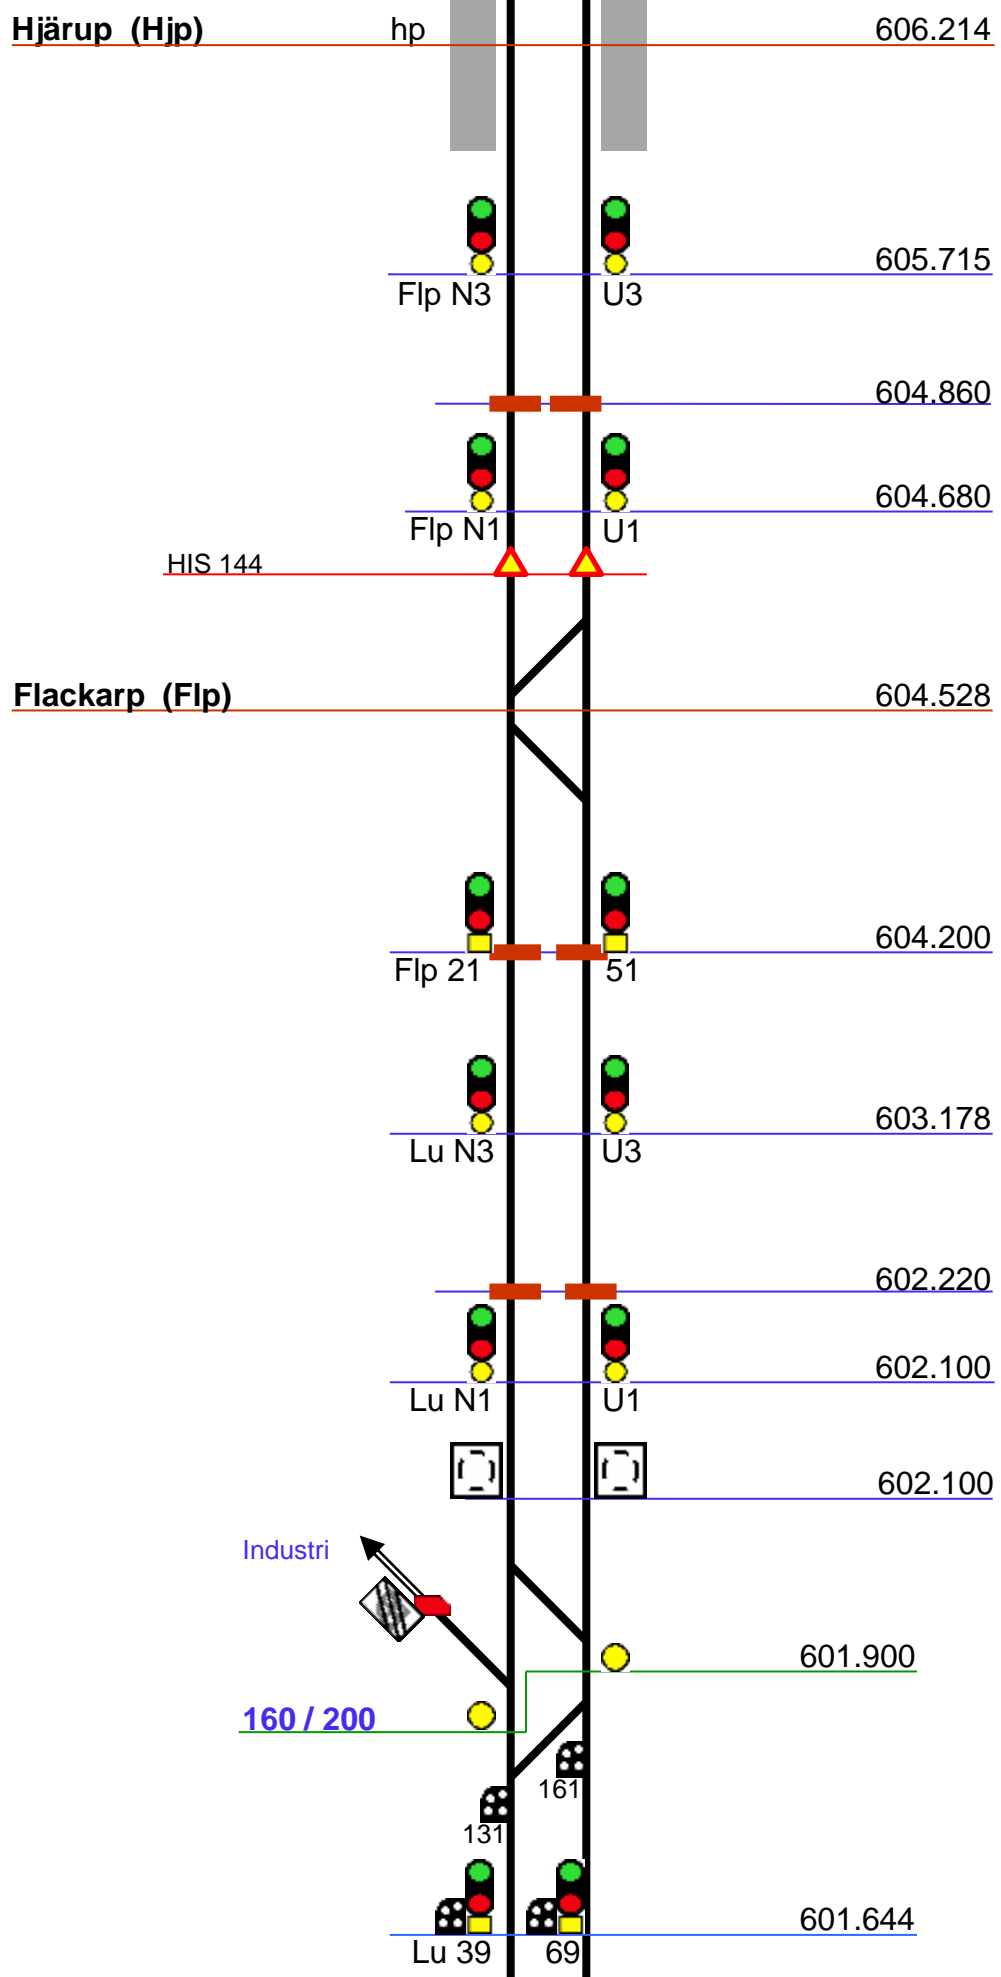 Hjärup (Hjp) hp 606.214
605.715
Flp N3 U3
604.860
604.680
Flp N1 U1
HIS 144
Flackarp (Flp) 604.528
604.200
Flp 21 51
603.178
Lu N3 U3
602.220
602.100
Lu N1 U1
602.100
Industri
601.900
160 / 200
161
131
601.644
Lu 39 69